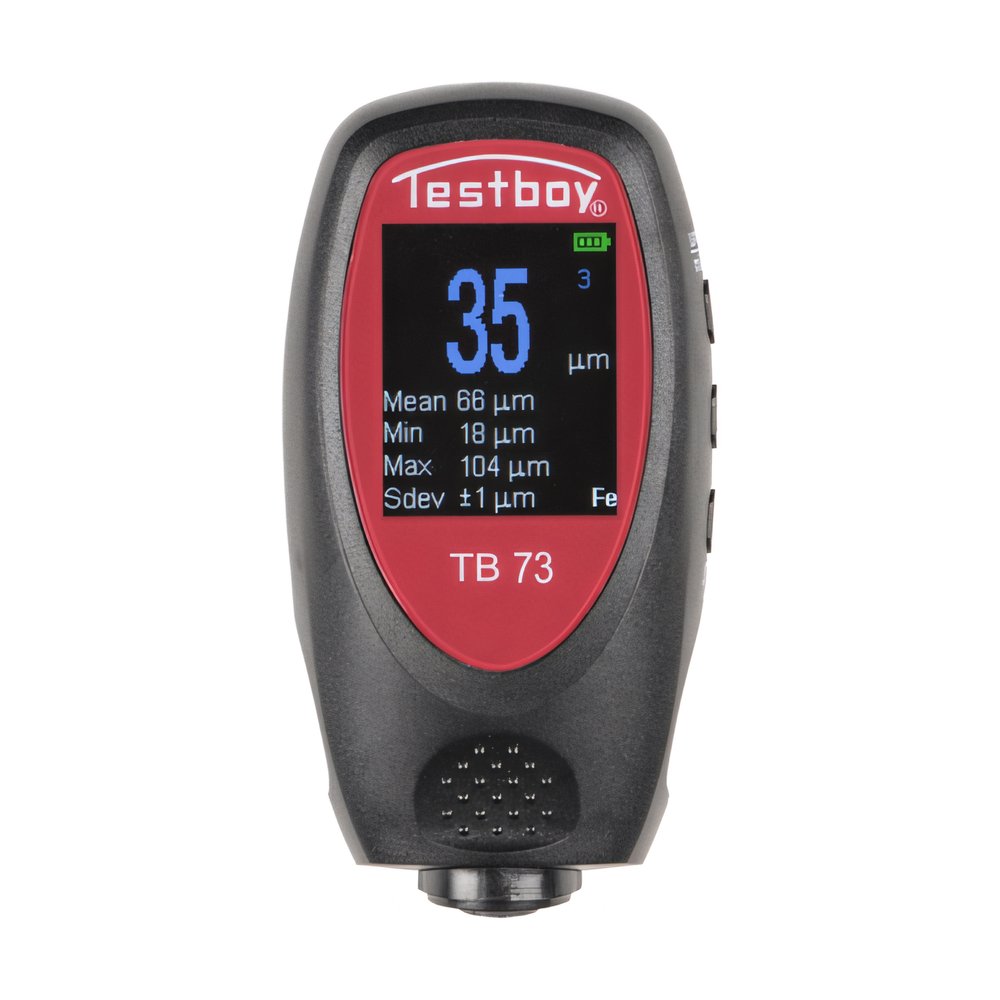 Testboy
3
35
µm
Mean 66 µm
Min 18 µm
Max 104 µm
Sdev ±1 µm Fe
TB 73